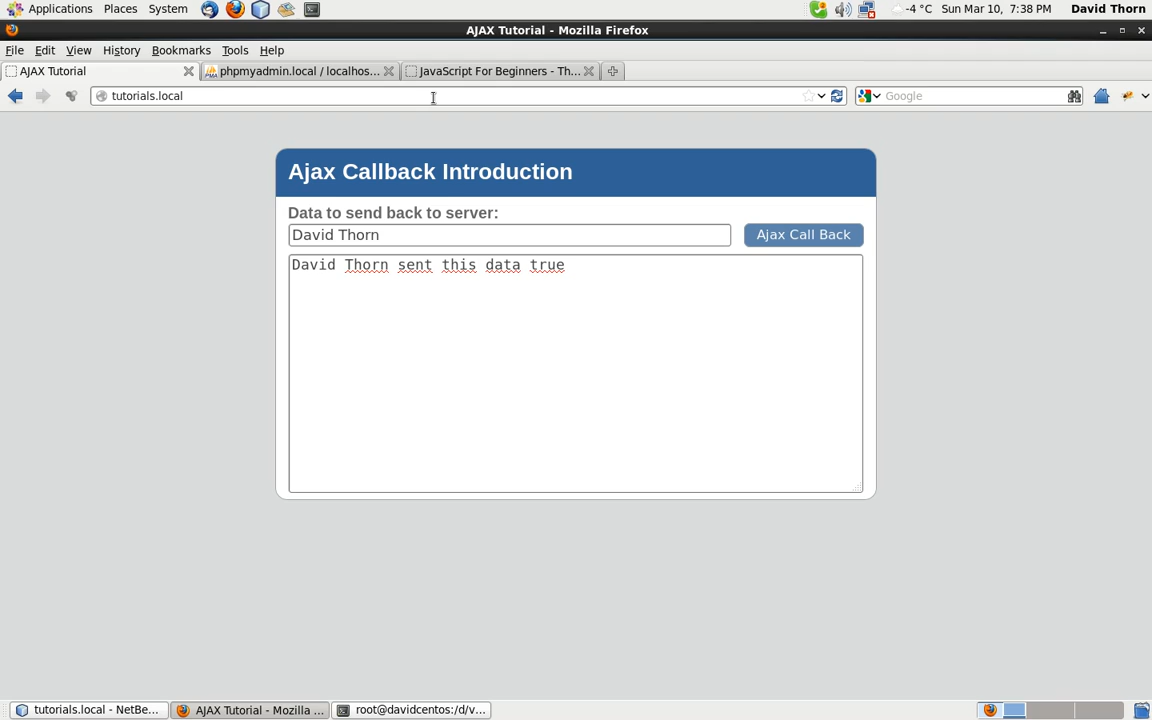 Applications Places System -4 °C Sun Mar 10, 7:38 PM David Thorn
AJAX Tutorial - Mozilla Firefox
File Edit View History Bookmarks Tools Help
AJAX Tutorial phpmyadmin.local / localhos... JavaScript For Beginners - Th...
tutorials.local Google
Ajax Callback Introduction
Data to send back to server:
David Thorn Ajax Call Back
David Thorn sent this data true
tutorials.local - NetBe... AJAX Tutorial - Mozilla ... root@davidcentos:/d/v...